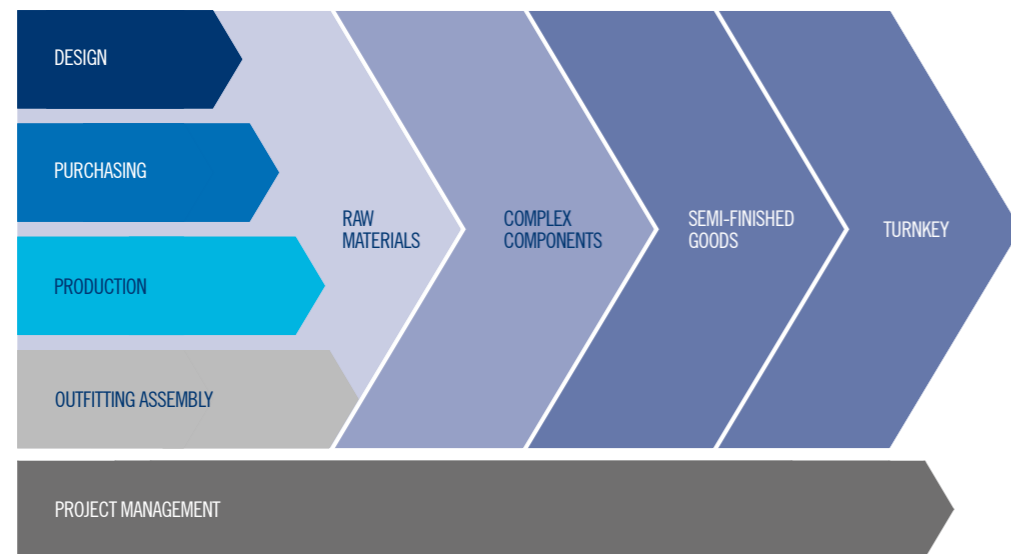 DESIGN
PURCHASING
PRODUCTION
OUTFITTING ASSEMBLY
RAW
MATERIALS
COMPLEX
COMPONENTS
SEMI-FINISHED
GOODS
TURNKEY
PROJECT MANAGEMENT